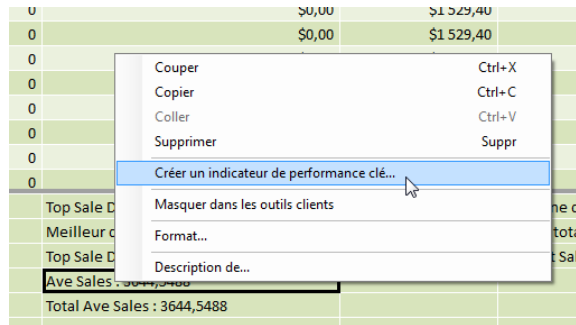 0 $0,00 $1 529,40
0 $0,00 $1 529,40
0
0
0
0
0
0
Couper Ctrl+X
Copier Ctrl+C
Coller Ctrl+V
Supprimer Suppr
Créer un indicateur de performance clé...
Masquer dans les outils clients
Format...
Description de...
Top Sale D
Meilleur
Top Sale D
Ave Sales : 3644,5488
Total Ave Sales : 3644,5488